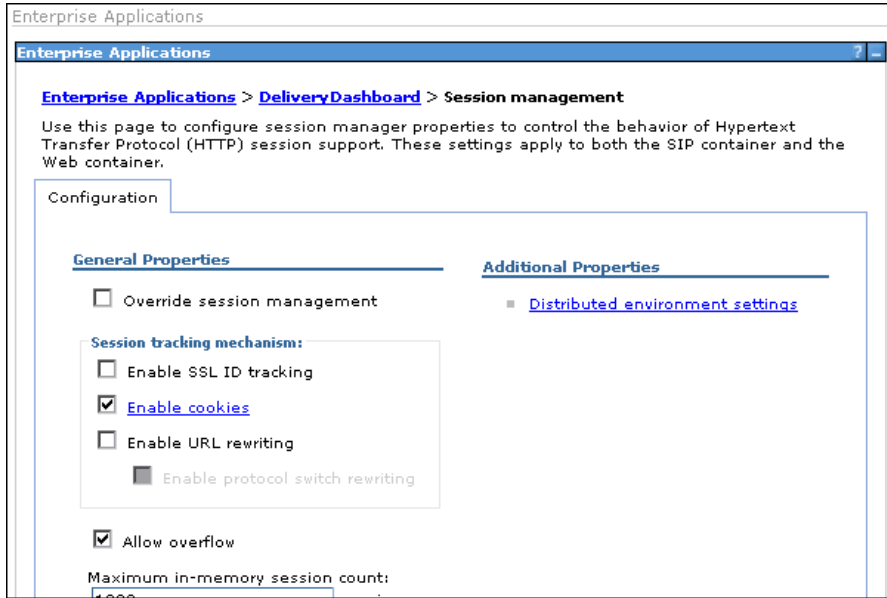 Enterprise Applications
Enterprise Applications ? –
Enterprise Applications > DeliveryDashboard > Session management
Use this page to configure session manager properties to control the behavior of Hypertext
Transfer Protocol (HTTP) session support. These settings apply to both the SIP container and the
Web container.
Configuration
General Properties
Override session management
Session tracking mechanism:
Enable SSL ID tracking
Enable cookies
Enable URL rewriting
Enable protocol switch rewriting
Allow overflow
Maximum in-memory session count:
Additional Properties
Distributed environment settings